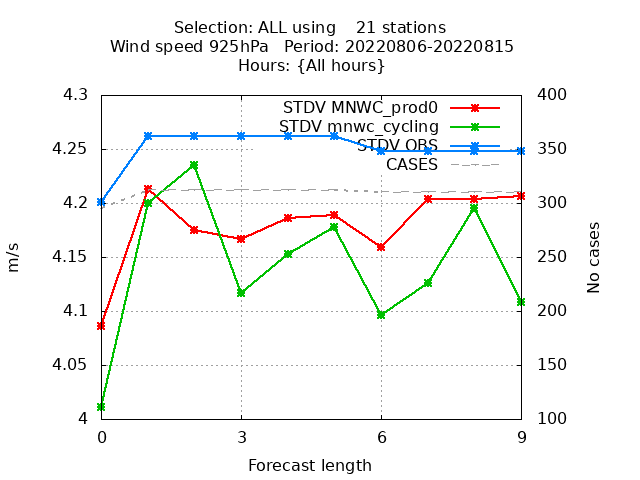 Selection: ALL using    21 stations
Wind speed 925hPa   Period: 20220806-20220815
Hours: {All hours}
STDV MNWC_prod0
STDV mnwc_cycling
STDV OBS
CASES
4.3
4.25
4.2
4.15
4.1
4.05
4
400
350
300
250
200
150
100
m/s
No cases
0
3
6
9
Forecast length